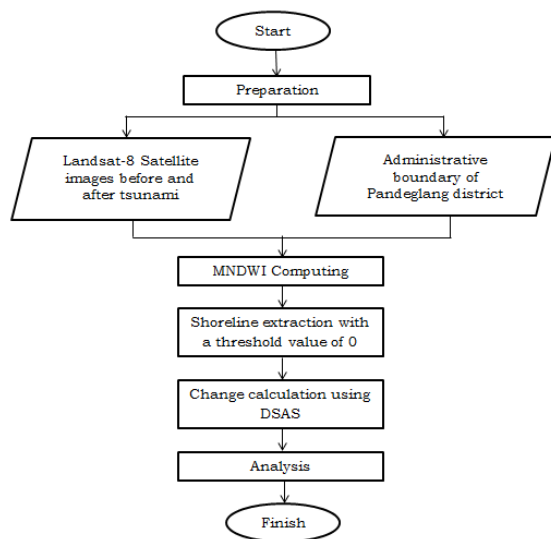 Start
Preparation
Landsat-8 Satellite
images before and
after tsunami
Administrative
boundary of
Pandeglang district
MNDWI Computing
Shoreline extraction with
a threshold value of 0
Change calculation using
DSAS
Analysis
Finish